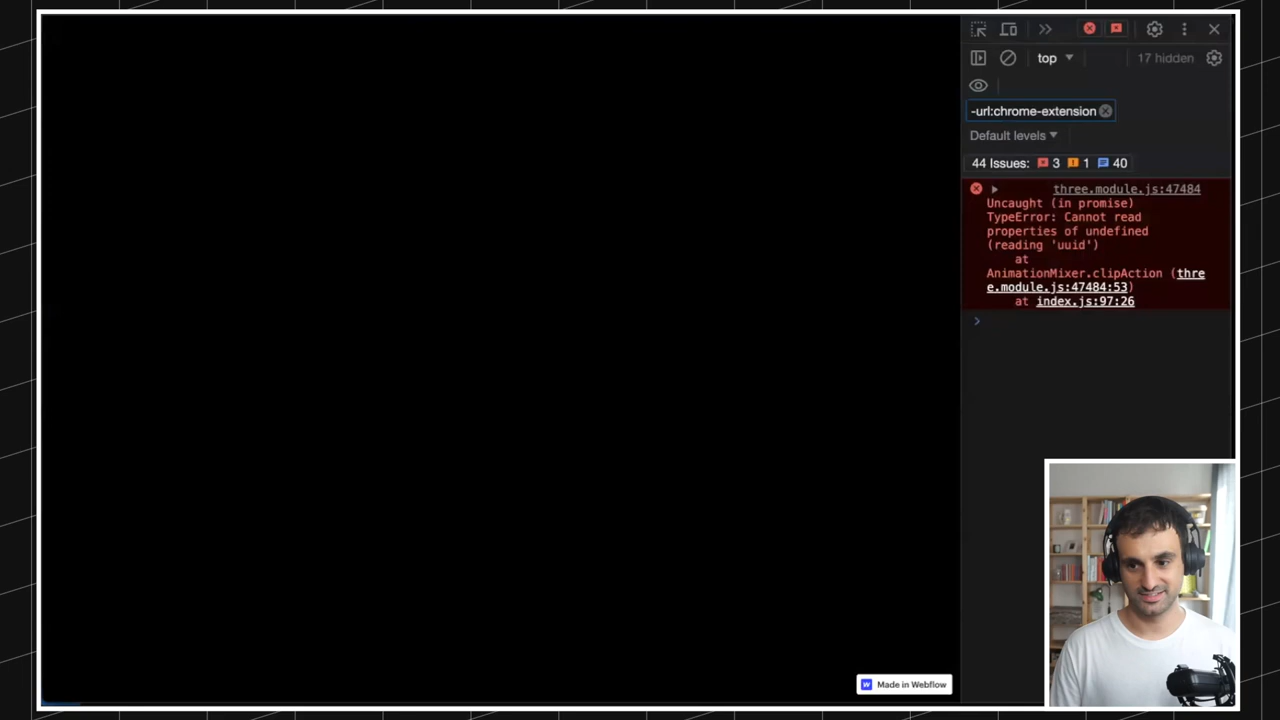 top
17 hidden
-url:chrome-extension
Default levels
44 Issues: 3 1 40
three.module.js:47484
Uncaught (in promise)
TypeError: Cannot read
properties of undefined
(reading 'uuid')
at
AnimationMixer.clipAction (thre
e.module.js:47484:53)
at index.js:97:26
Made in Webflow